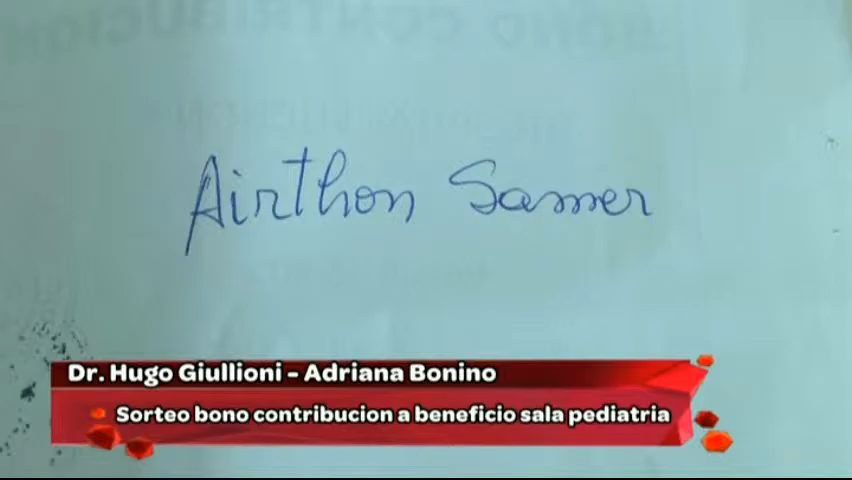 Airthon Samer
Dr. Hugo Giullioni - Adriana Bonino
Sorteo bono contribucion a beneficio sala pediatria